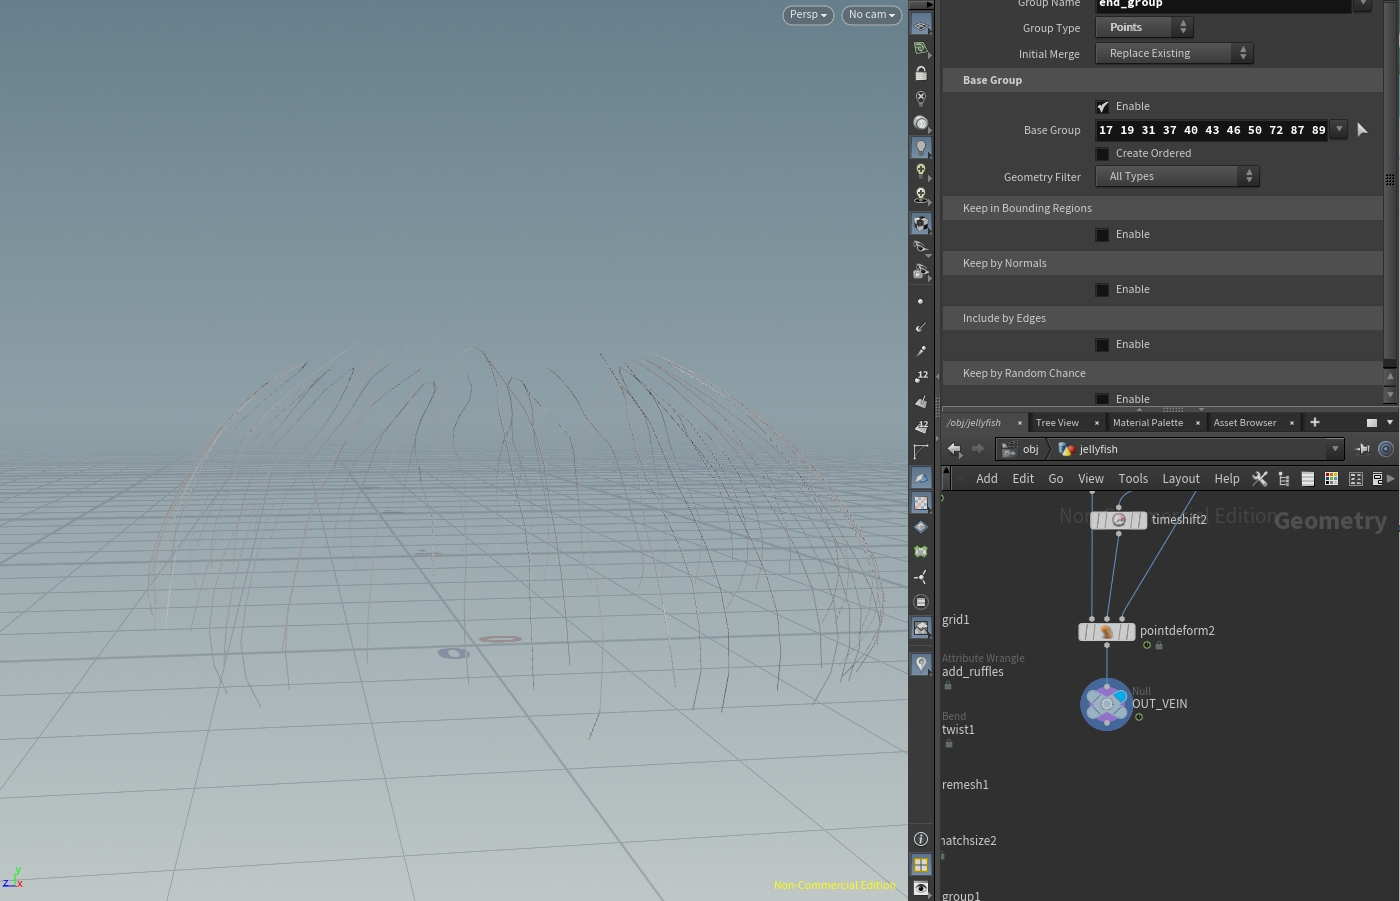 Persp
No cam
Non-Commercial Edition
12
12
z x
y
Group Name end_group
Group Type Points
Initial Merge Replace Existing
Base Group
Enable
Base Group 17 19 31 37 40 43 46 50 72 87 89
Create Ordered
Geometry Filter All Types
Keep in Bounding Regions
Enable
Keep by Normals
Enable
Include by Edges
Enable
Keep by Random Chance
Enable
/obj/jellyfish × Tree View × Material Palette × Asset Browser × +
obj jellyfish
Add Edit Go View Tools Layout Help
Geometry
timeshift2
grid1
pointdeform2
Attribute Wrangle
add_ruffles
Null
OUT_VEIN
Bend
twist1
remesh1
group1